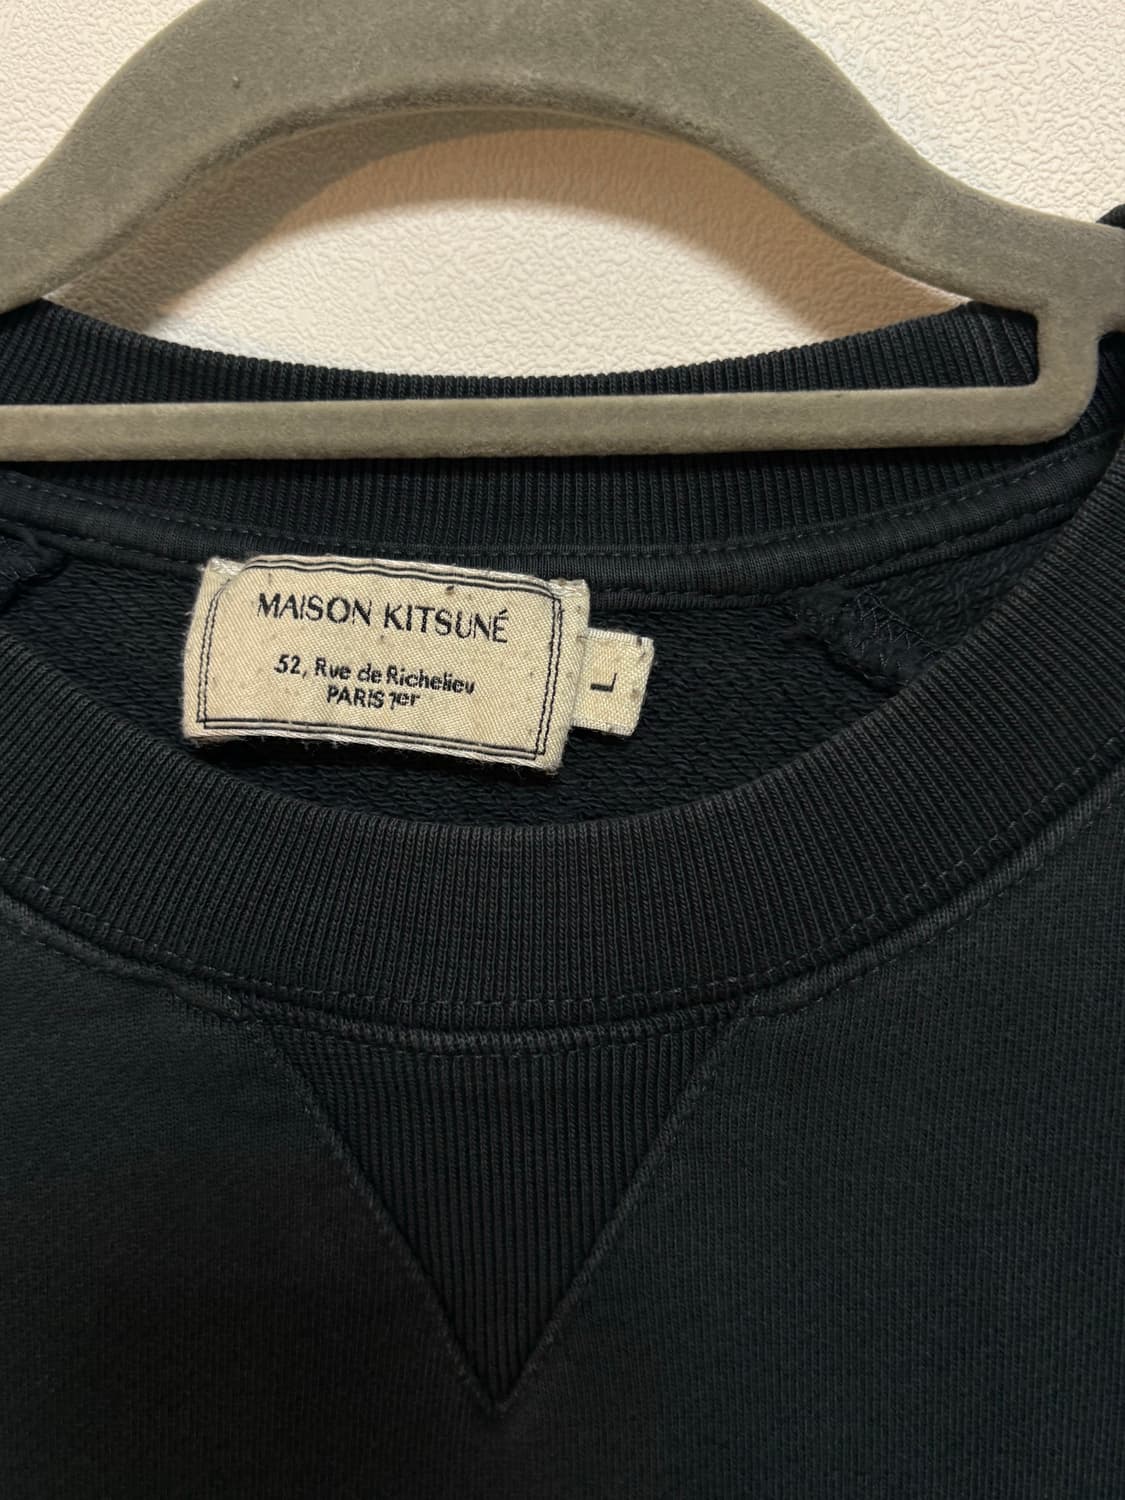 MAISON KITSUNÉ
52, Rue de Richelieu
PARIS 1er
L